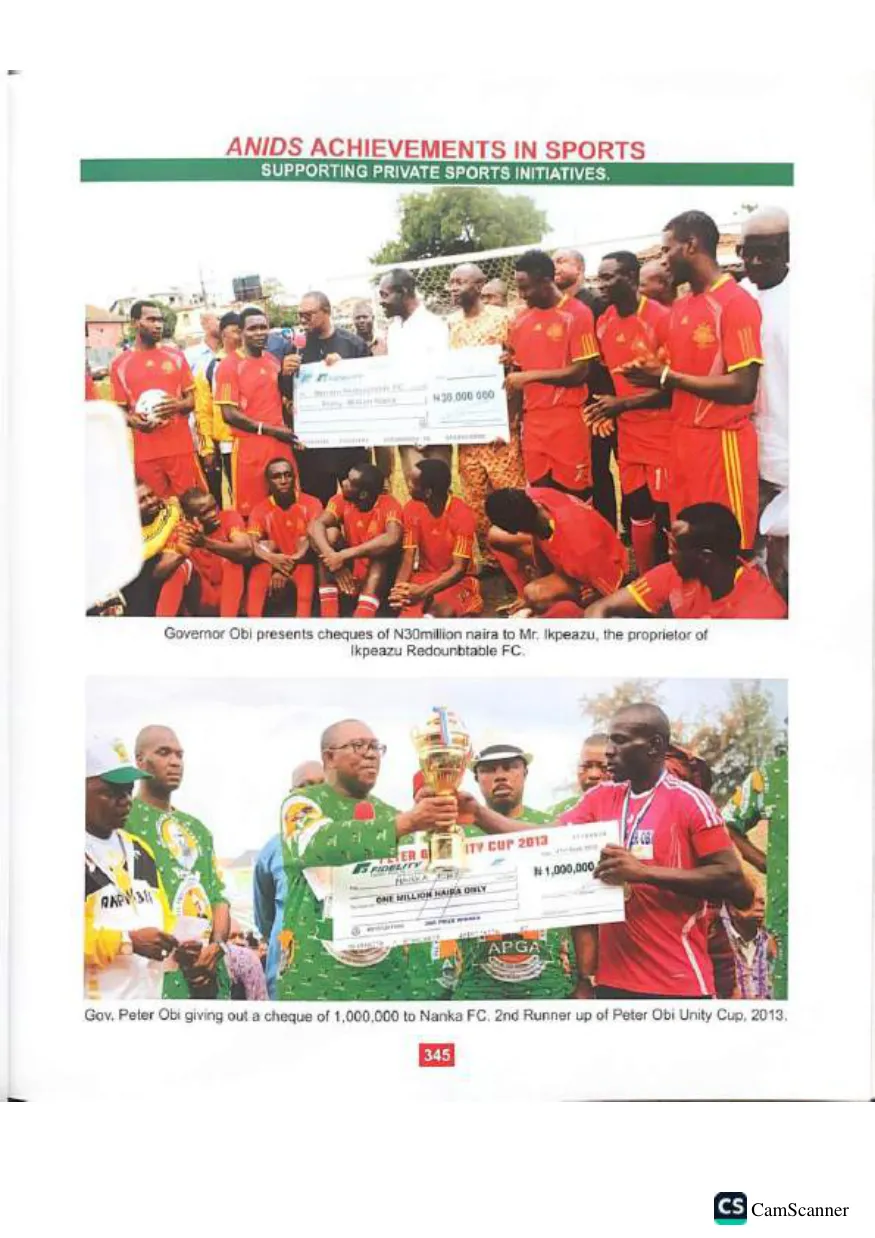 ANIDS ACHIEVEMENTS IN SPORTS
SUPPORTING PRIVATE SPORTS INITIATIVES.
FIDELITY
N30,000 000
Governor Obi presents cheques of N30million naira to Mr. Ikpeazu, the proprietor of
Ikpeazu Redounbtable FC.
PETER UNITY CUP 2013
FIDELITY
N 1,000,000
ONE MILLION NAIRA ONLY
APGA
Gov. Peter Obi giving out a cheque of 1,000,000 to Nanka FC. 2nd Runner up of Peter Obi Unity Cup, 2013.
345
CS CamScanner